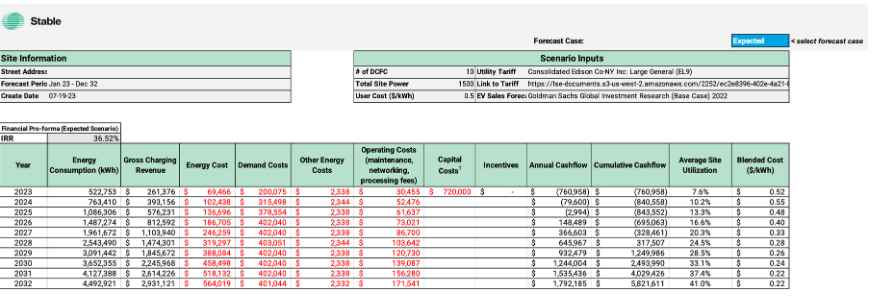 Stable
Forecast Case: Expected < select forecast case
Site Information Scenario Inputs
Street Address # of DCFC 10 Utility Tariff Consolidated Edison Co-NY Inc: Large General (EL9)
Forecast Peric Jan 23 - Dec 32 Total Site Power 1500 Link to Tariff https://lse-documents.s3-us-west-2.amazonaws.com/2252/ec2e8396-402e-4a21-
Create Date 07-19-23 User Cost ($/kWh) 0.5 EV Sales Forec Goldman Sachs Global Investment Research (Base Case) 2022
Financial Pro-forma (Expected Scenario)
IRR 36.52%
Year Energy Consumption (kWh) Gross Charging Revenue Energy Cost Demand Costs Other Energy Costs Operating Costs (maintenance, networking, processing fees) Capital Costs¹ Incentives Annual Cashflow Cumulative Cashflow Average Site Utilization Blended Cost ($/kWh)
2023 522,753 $ 261,376 $ 69,466 $ 200,075 $ 2,338 $ 30,455 $ 720,000 $ - $ (760,958) $ (760,958) 7.6% $ 0.52
2024 763,410 $ 393,156 $ 102,438 $ 315,498 $ 2,344 $ 52,476 $ (79,600) $ (840,558) 10.2% $ 0.55
2025 1,086,306 $ 576,231 $ 136,696 $ 378,554 $ 2,338 $ 61,637 $ (2,994) $ (843,552) 13.3% $ 0.48
2026 1,487,274 $ 812,592 $ 186,705 $ 402,040 $ 2,338 $ 73,021 $ 148,489 $ (695,063) 16.6% $ 0.40
2027 1,961,672 $ 1,103,940 $ 246,259 $ 402,040 $ 2,338 $ 86,700 $ 366,603 $ (328,461) 20.3% $ 0.33
2028 2,543,490 $ 1,474,301 $ 319,297 $ 403,051 $ 2,344 $ 103,642 $ 645,967 $ 317,507 24.5% $ 0.28
2029 3,091,442 $ 1,845,672 $ 388,084 $ 402,040 $ 2,338 $ 120,730 $ 932,479 $ 1,249,986 28.5% $ 0.26
2030 3,652,355 $ 2,245,968 $ 458,498 $ 402,040 $ 2,338 $ 139,087 $ 1,244,004 $ 2,493,990 33.1% $ 0.24
2031 4,127,388 $ 2,614,226 $ 518,132 $ 402,040 $ 2,338 $ 156,280 $ 1,535,436 $ 4,029,426 37.4% $ 0.22
2032 4,492,921 $ 2,931,121 $ 564,019 $ 401,044 $ 2,332 $ 171,541 $ 1,792,185 $ 5,821,611 41.0% $ 0.22